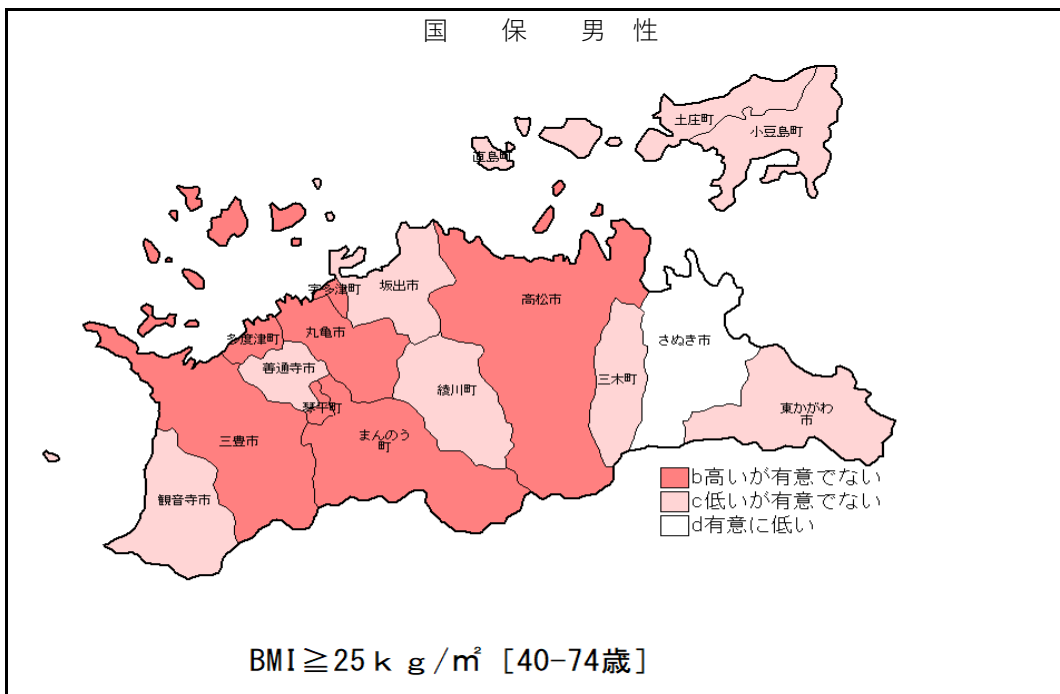 国 保 男 性
土庄町
小豆島町
直島町
宇多津町
坂出市
高松市
多度津町
丸亀市
さぬき市
善通寺市
三木町
綾川町
琴平町
東かがわ
市
三豊市
まんのう
町
観音寺市
b高いが有意でない
c低いが有意でない
d有意に低い
BMI≧25kg/㎡ [40-74歳]